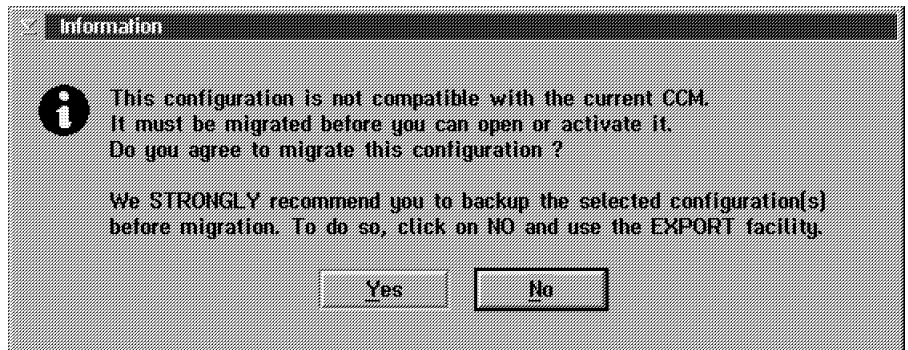 Information
This configuration is not compatible with the current CCM.
It must be migrated before you can open or activate it.
Do you agree to migrate this configuration ?
We STRONGLY recommend you to backup the selected configuration(s)
before migration. To do so, click on NO and use the EXPORT facility.
Yes No